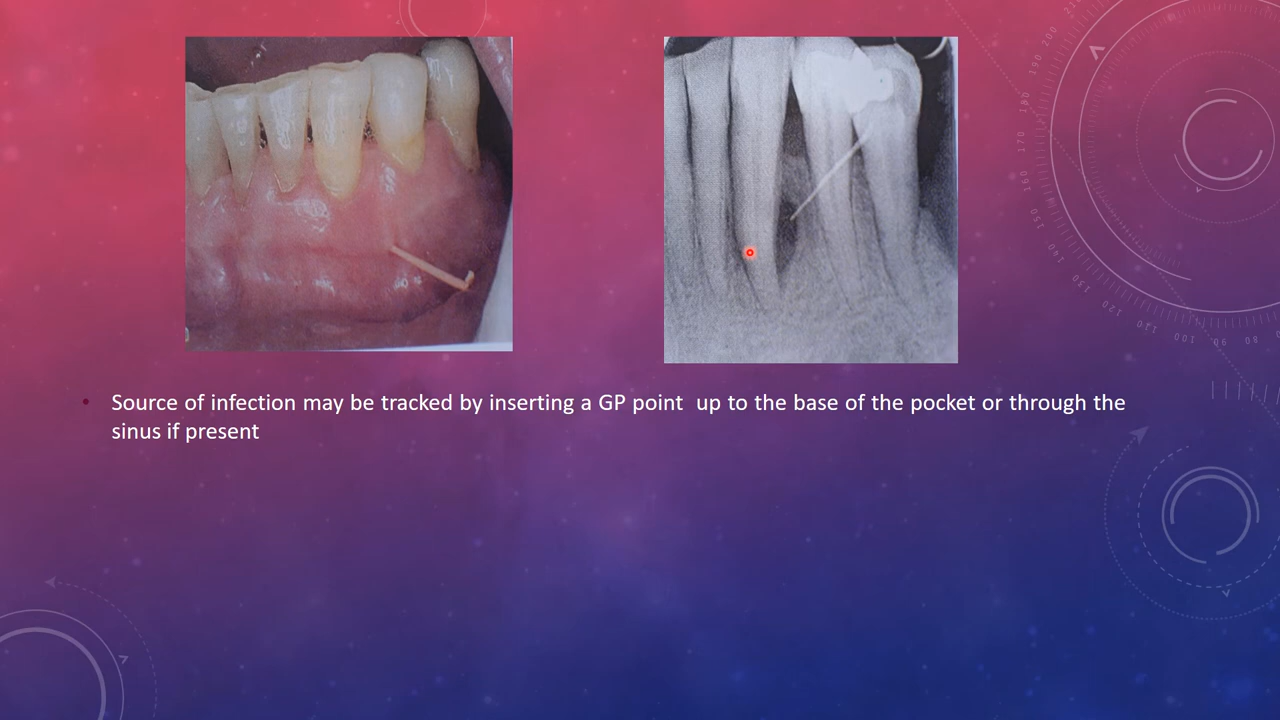 Source of infection may be tracked by inserting a GP point  up to the base of the pocket or through the
sinus if present